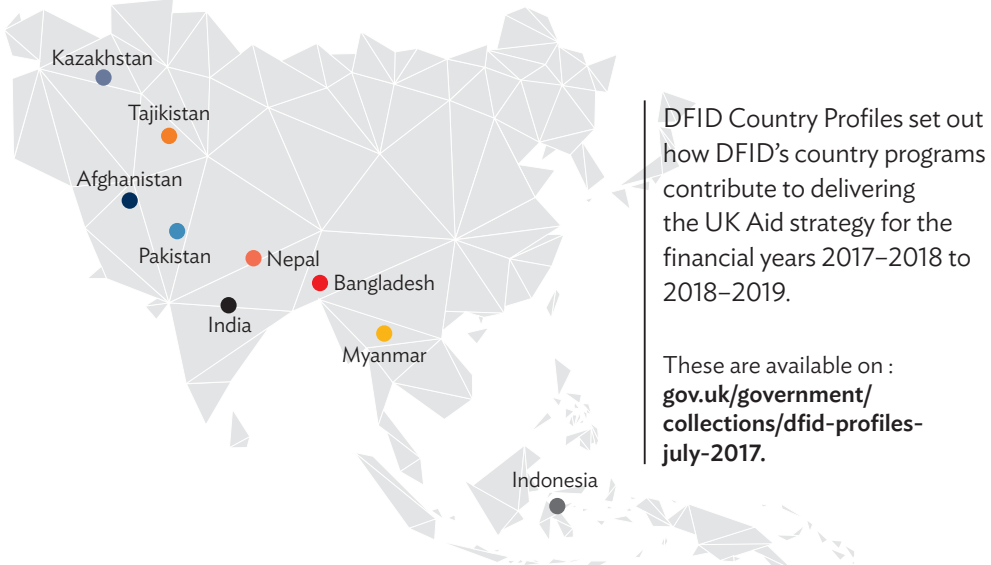 Kazakhstan
Tajikistan
Afghanistan
Pakistan
Nepal
Bangladesh
India
Myanmar
Indonesia
DFID Country Profiles set out
how DFID’s country programs
contribute to delivering
the UK Aid strategy for the
financial years 2017–2018 to
2018–2019.
These are available on :
gov.uk/government/
collections/dfid-profiles-
july-2017.